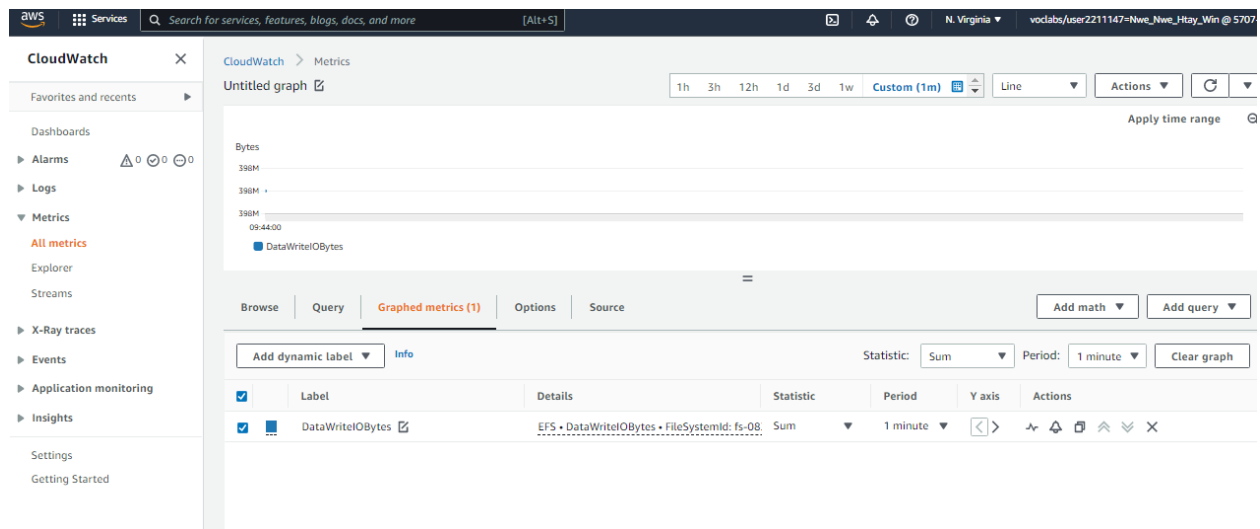 aws Services Search for services, features, blogs, docs, and more [Alt+S] N. Virginia ▼ voclabs/user2211147=Nwe_Nwe_Htay_Win @ 5707-
CloudWatch
Favorites and recents
Dashboards
Alarms 0 0 0
Logs
Metrics
All metrics
Explorer
Streams
X-Ray traces
Events
Application monitoring
Insights
Settings
Getting Started
CloudWatch > Metrics
Untitled graph 1h 3h 12h 1d 3d 1w Custom (1m) Line Actions
Apply time range
Bytes
398M
398M
398M
09:44:00
DataWriteIOBytes
Browse Query Graphed metrics (1) Options Source Add math Add query
Add dynamic label Info Statistic: Sum Period: 1 minute Clear graph
Label Details Statistic Period Y axis Actions
DataWriteIOBytes EFS • DataWriteIOBytes • FileSystemId: fs-08 Sum 1 minute